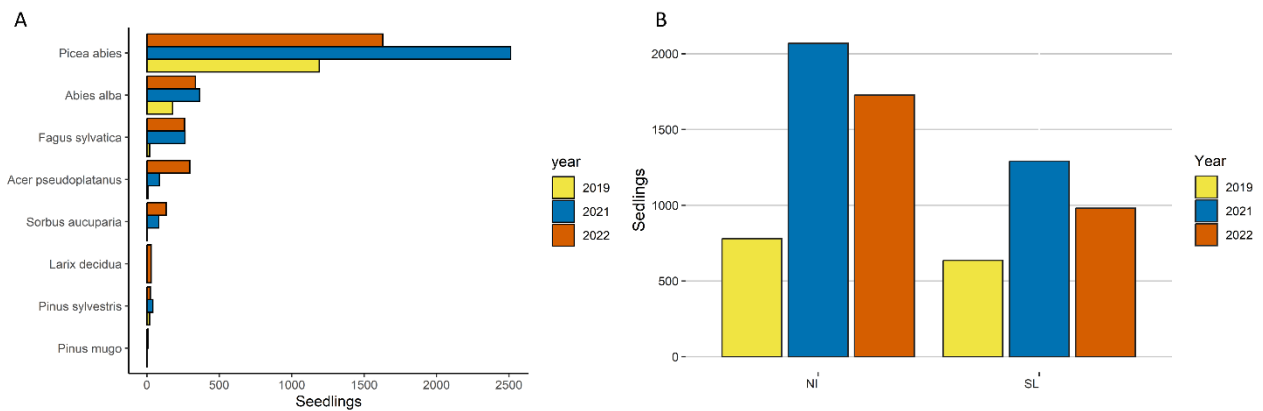 A
Picea abies
Abies alba
Fagus sylvatica
Acer pseudoplatanus
Sorbus aucuparia
Larix decidua
Pinus sylvestris
Pinus mugo
0 500 1000 1500 2000 2500
Seedlings
year
2019
2021
2022
B
Sedlings
2000
1500
1000
500
0
NI SL
Year
2019
2021
2022